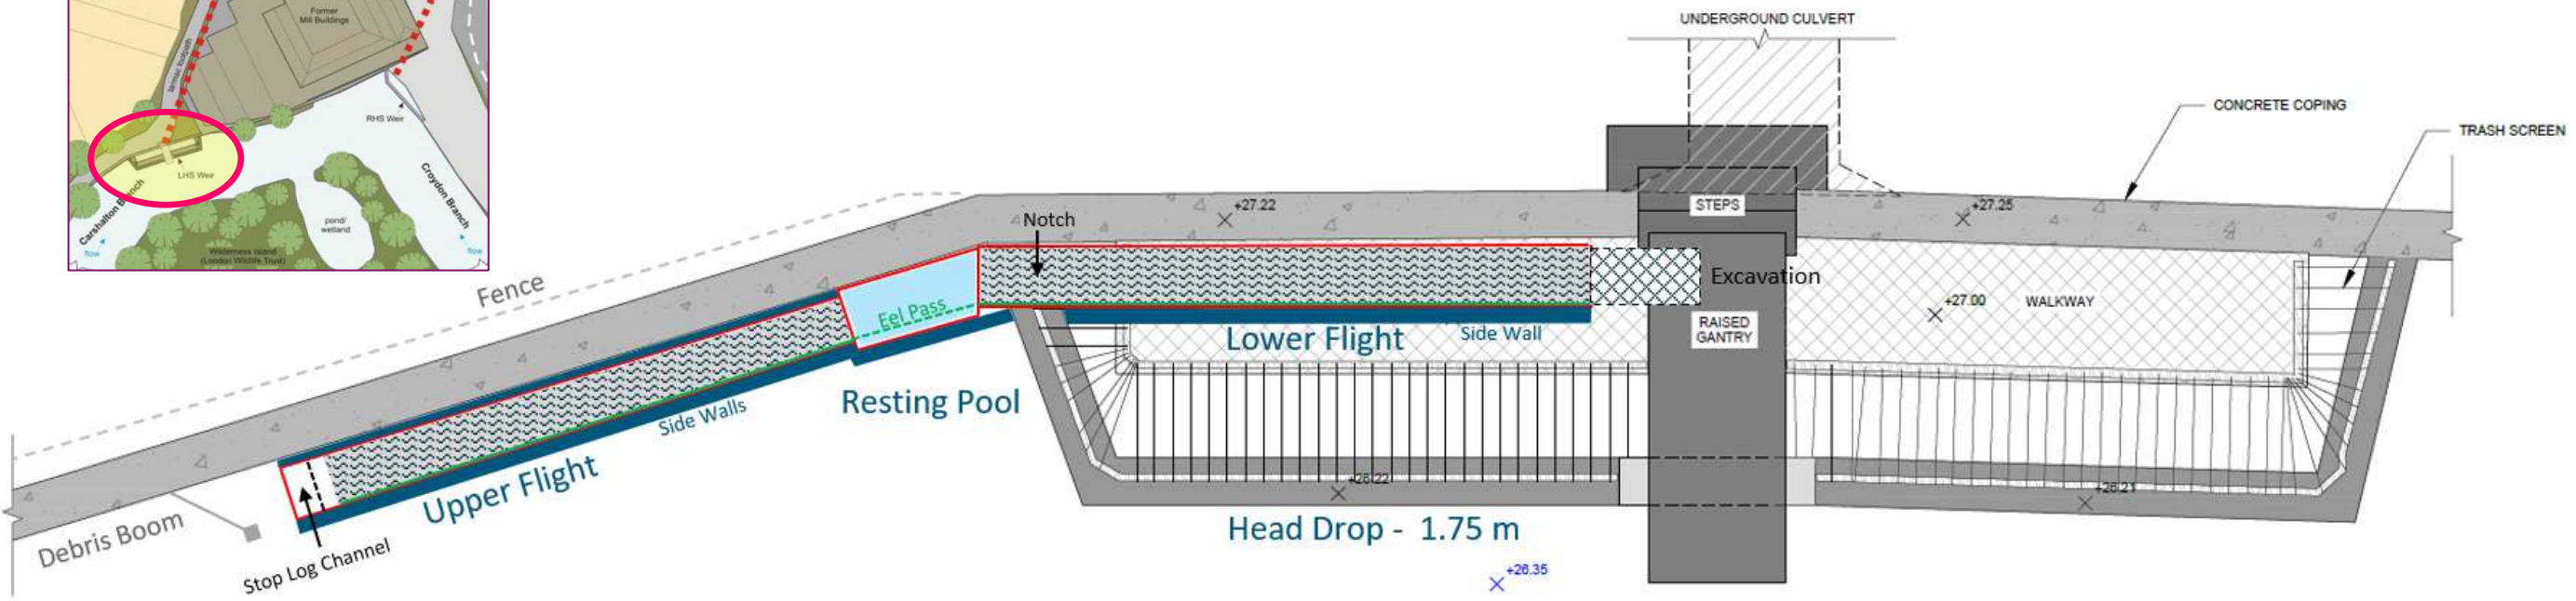 Former
Mill Buildings
tarmac footpath
RHS Weir
LHS Weir
Carshalton Branch
Croydon Branch
pond/
wetland
Wilderness Island
(London Wildlife Trust)
flow
flow
UNDERGROUND CULVERT
CONCRETE COPING
TRASH SCREEN
STEPS
+27.22
+27.25
Notch
Fence
Excavation
Eel Pass
+27.00
WALKWAY
RAISED
GANTRY
Lower Flight
Side Wall
Resting Pool
Side Walls
Upper Flight
+26.22
+26.21
Debris Boom
Head Drop - 1.75 m
Stop Log Channel
+26.35